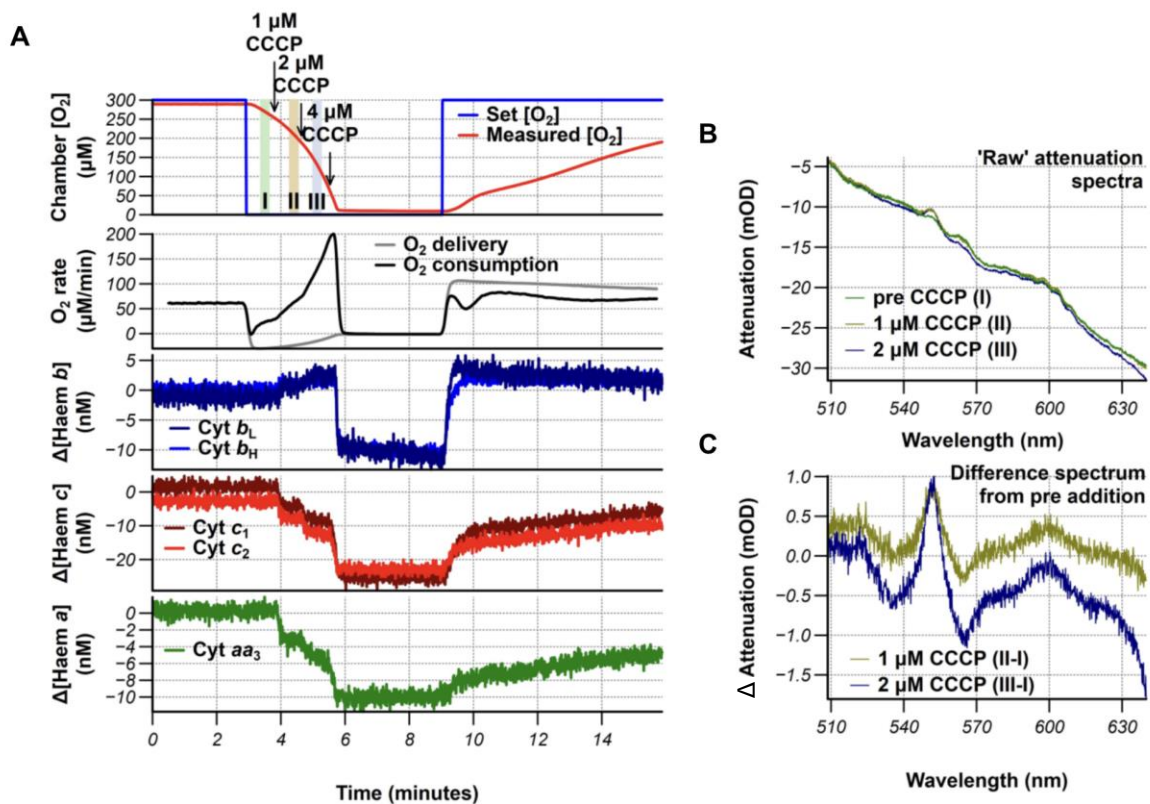 A
1 μM
CCCP
2 μM
CCCP
4 μM
CCCP
Chamber [O₂]
(μM)
300
250
200
150
100
50
0
Set [O₂]
Measured [O₂]
I II III
O₂ rate
(μM/min)
200
150
100
50
0
O₂ delivery
O₂ consumption
Δ[Haem b]
(nM)
5
0
−5
−10
Cyt bL
Cyt bH
Δ[Haem c]
(nM)
0
−10
−20
Cyt c₁
Cyt c₂
Δ[Haem a]
(nM)
0
−2
−4
−6
−8
−10
Cyt aa₃
0 2 4 6 8 10 12 14
Time (minutes)
B
'Raw' attenuation
spectra
Attenuation (mOD)
−5
−10
−15
−20
−25
−30
pre CCCP (I)
1 μM CCCP (II)
2 μM CCCP (III)
510 540 570 600 630
Wavelength (nm)
C
Difference spectrum
from pre addition
Δ Attenuation (mOD)
1.0
0.5
0.0
−0.5
−1.0
−1.5
1 μM CCCP (II-I)
2 μM CCCP (III-I)
510 540 570 600 630
Wavelength (nm)